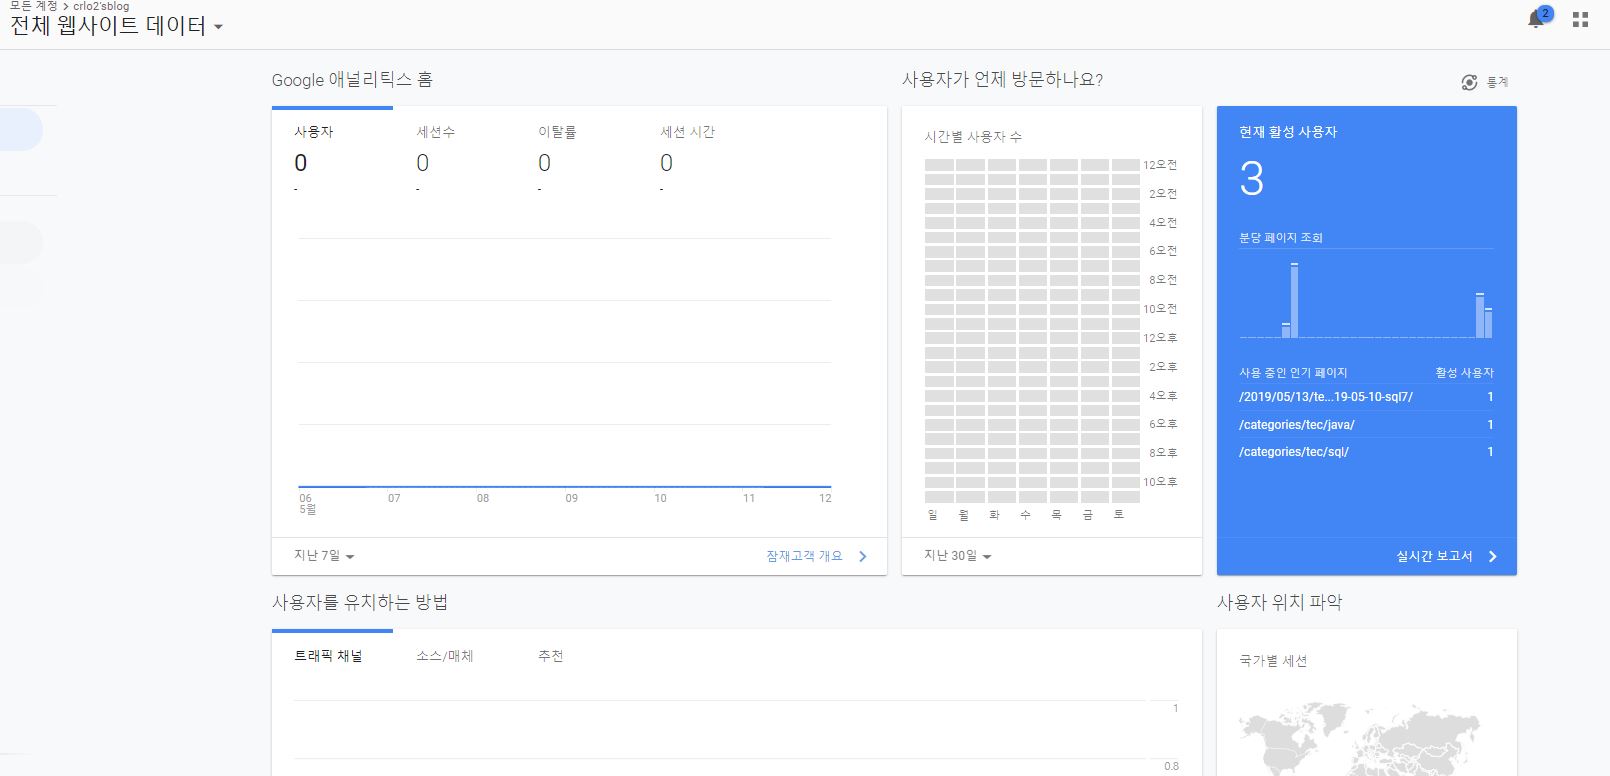 모든 계정 > crlo2'sblog
전체 웹사이트 데이터
2
Google 애널리틱스 홈
사용자가 언제 방문하나요?
통계
사용자 세션수 이탈률 세션 시간
0 0 0 0
- - - -
06 07 08 09 10 11 12
5월
지난 7일
잠재고객 개요
시간별 사용자 수
12오전
2오전
4오전
6오전
8오전
10오전
12오후
2오후
4오후
6오후
8오후
10오후
일 월 화 수 목 금 토
지난 30일
현재 활성 사용자
3
분당 페이지 조회
사용 중인 인기 페이지 활성 사용자
/2019/05/13/te...19-05-10-sql7/ 1
/categories/tec/java/ 1
/categories/tec/sql/ 1
실시간 보고서
사용자를 유치하는 방법
사용자 위치 파악
트래픽 채널 소스/매체 추천
1
0.8
국가별 세션